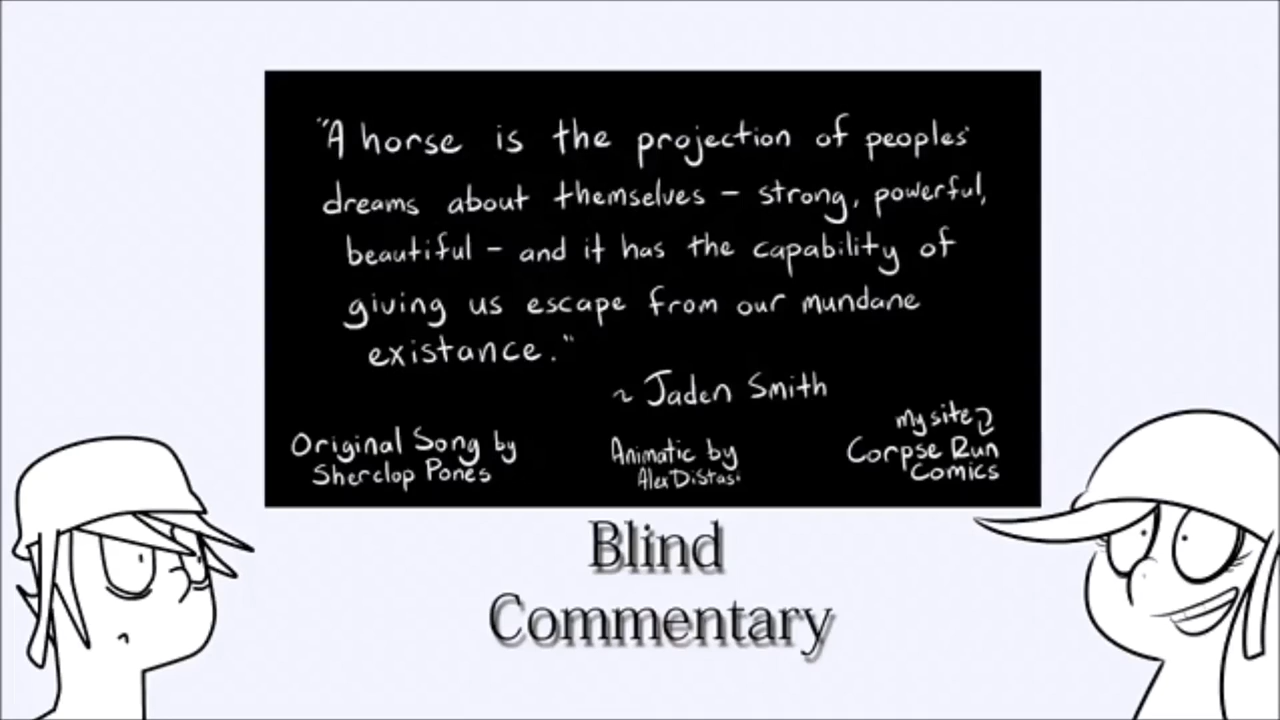 "A horse is the projection of peoples'
dreams about themselves - strong, powerful,
beautiful - and it has the capability of
giving us escape from our mundane
existance."
~ Jaden Smith
Original Song by
Sherclop Pones
Animatic by
Alex DiStasi
my site
Corpse Run
Comics
Blind
Commentary